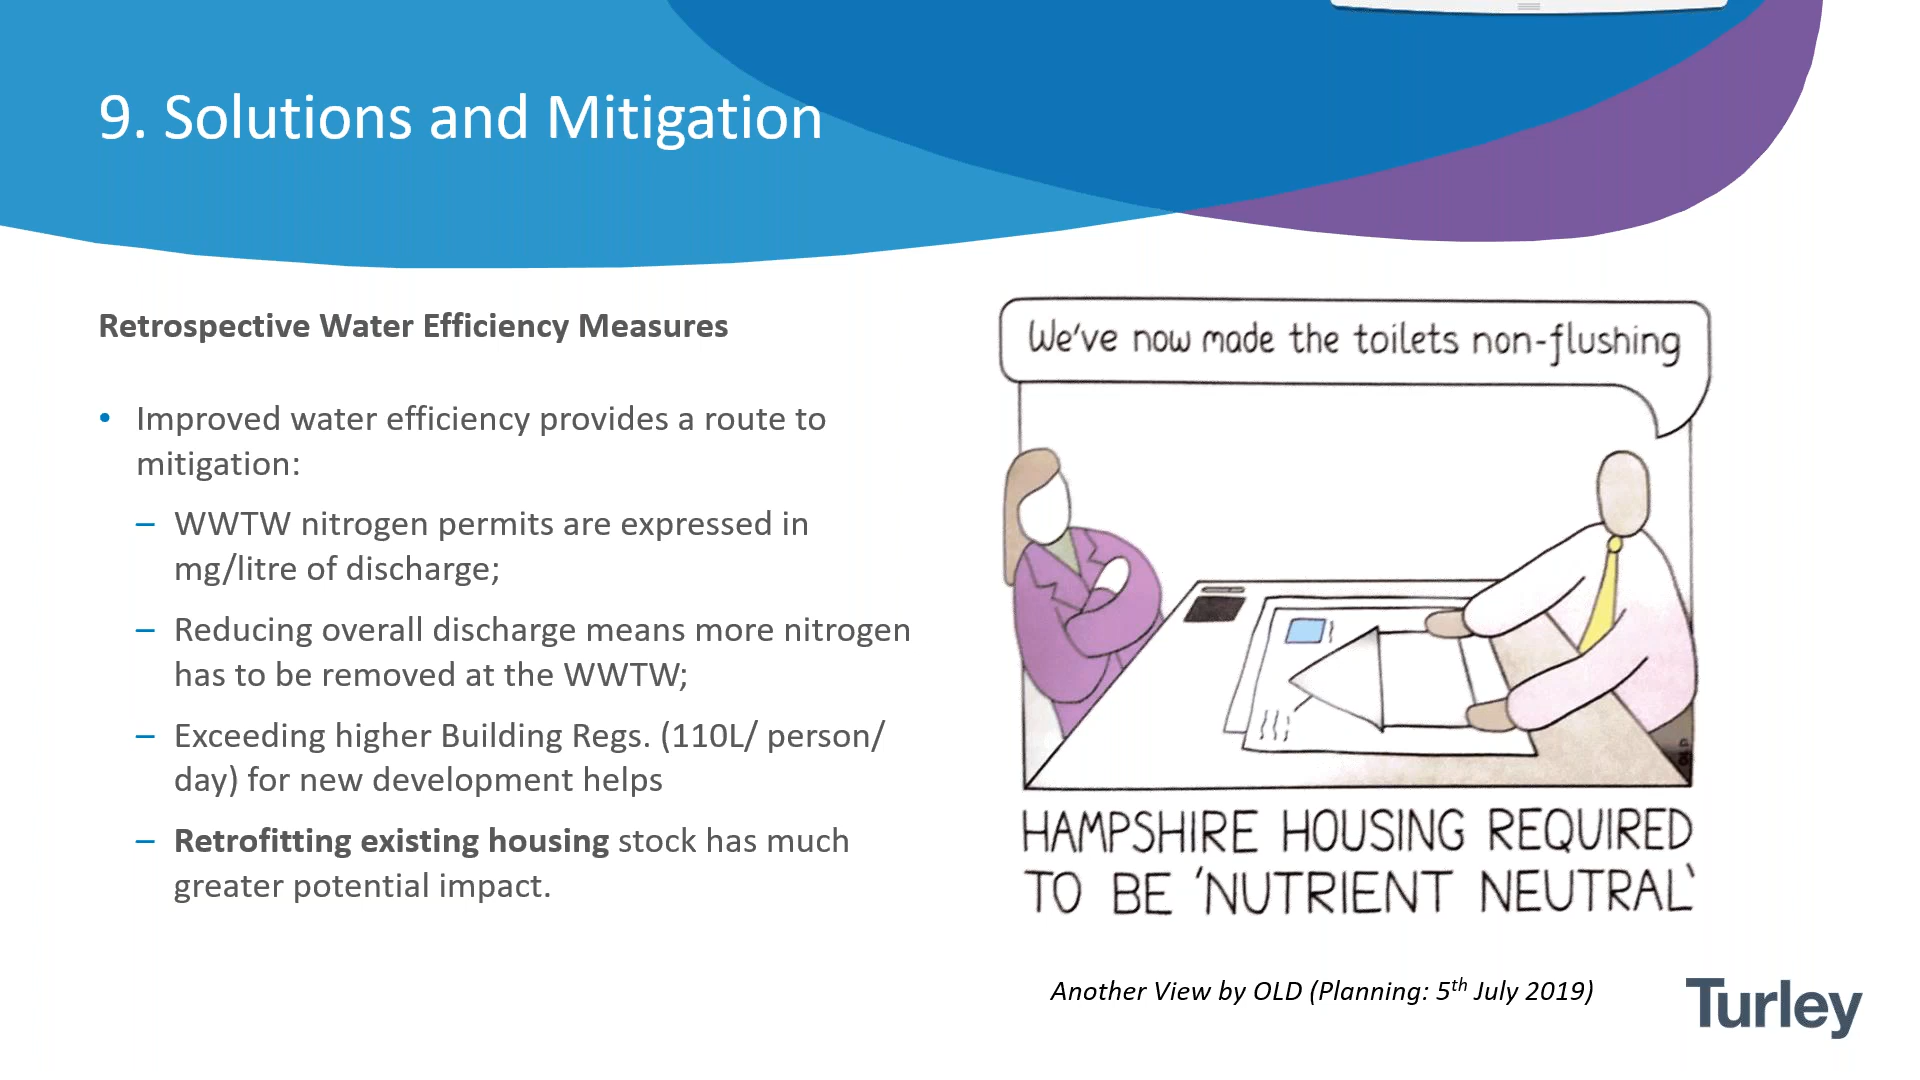 9. Solutions and Mitigation
Retrospective Water Efficiency Measures
• Improved water efficiency provides a route to
mitigation:
– WWTW nitrogen permits are expressed in
mg/litre of discharge;
– Reducing overall discharge means more nitrogen
has to be removed at the WWTW;
– Exceeding higher Building Regs. (110L/ person/
day) for new development helps
– Retrofitting existing housing stock has much
greater potential impact.
We've now made the toilets non-flushing
OLD
HAMPSHIRE HOUSING REQUIRED
TO BE 'NUTRIENT NEUTRAL'
Another View by OLD (Planning: 5th July 2019)
Turley